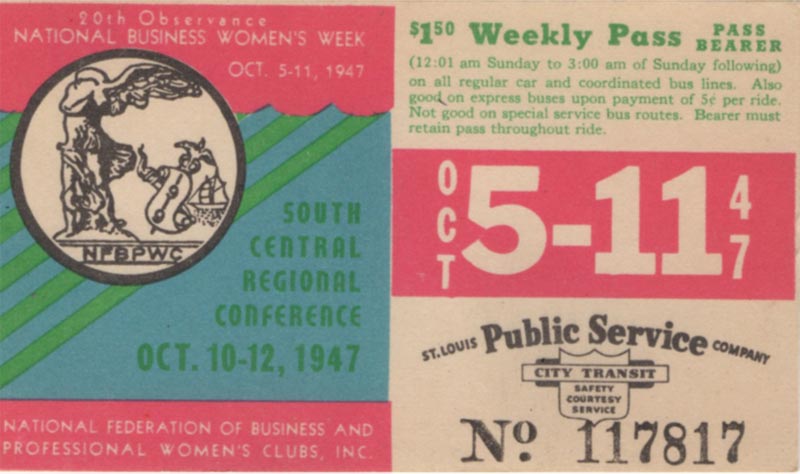 20th Observance
NATIONAL BUSINESS WOMEN'S WEEK
OCT. 5-11, 1947
NFBPWC
SOUTH
CENTRAL
REGIONAL
CONFERENCE
OCT. 10-12, 1947
NATIONAL FEDERATION OF BUSINESS AND
PROFESSIONAL WOMEN'S CLUBS, INC.
$1.50 Weekly Pass PASS BEARER
(12:01 am Sunday to 3:00 am of Sunday following)
on all regular car and coordinated bus lines. Also
good on express buses upon payment of 5¢ per ride.
Not good on special service bus routes. Bearer must
retain pass throughout ride.
OCT 5-11 47
ST. LOUIS Public Service COMPANY
CITY TRANSIT
SAFETY
COURTESY
SERVICE
No. 117817